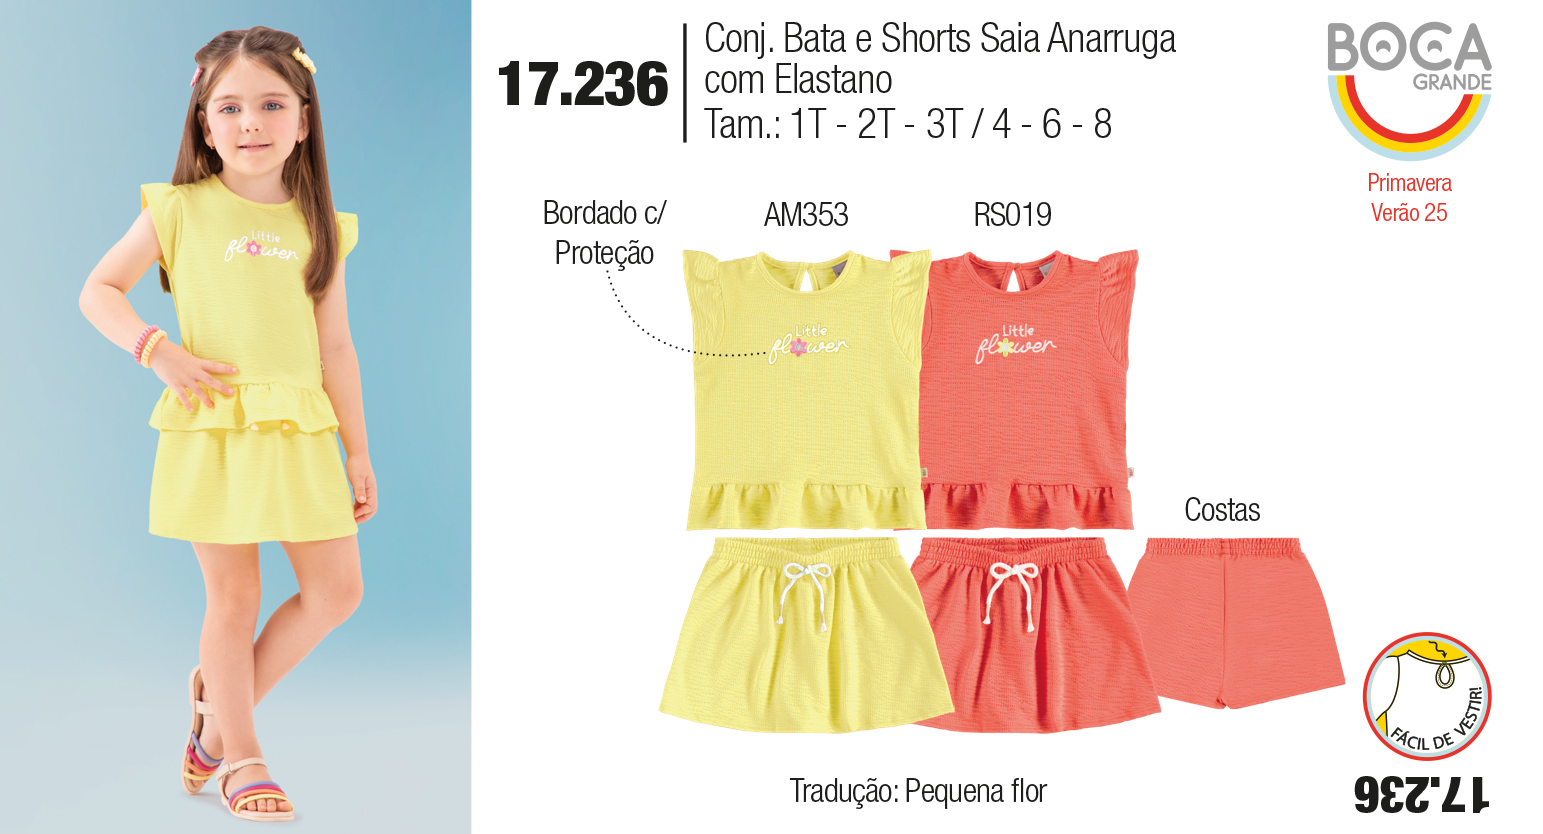 17.236
Conj. Bata e Shorts Saia Anarruga
com Elastano
Tam.: 1T - 2T - 3T / 4 - 6 - 8
BOCA
GRANDE
Primavera
Verão 25
Bordado c/
Proteção
AM353
RS019
Little
flower
Little
flower
Little
flower
Costas
FÁCIL DE VESTIR!
Tradução: Pequena flor
17.236